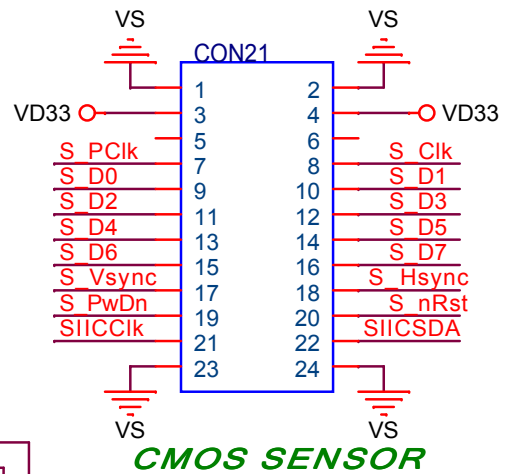 VS VS
CON21
1 2
VD33 3 4 VD33
5 6
S_PClk 7 8 S_Clk
S_D0 9 10 S_D1
S_D2 11 12 S_D3
S_D4 13 14 S_D5
S_D6 15 16 S_D7
S_Vsync 17 18 S_Hsync
S_PwDn 19 20 S_nRst
SIICClk 21 22 SIICSDA
23 24
VS VS
CMOS SENSOR